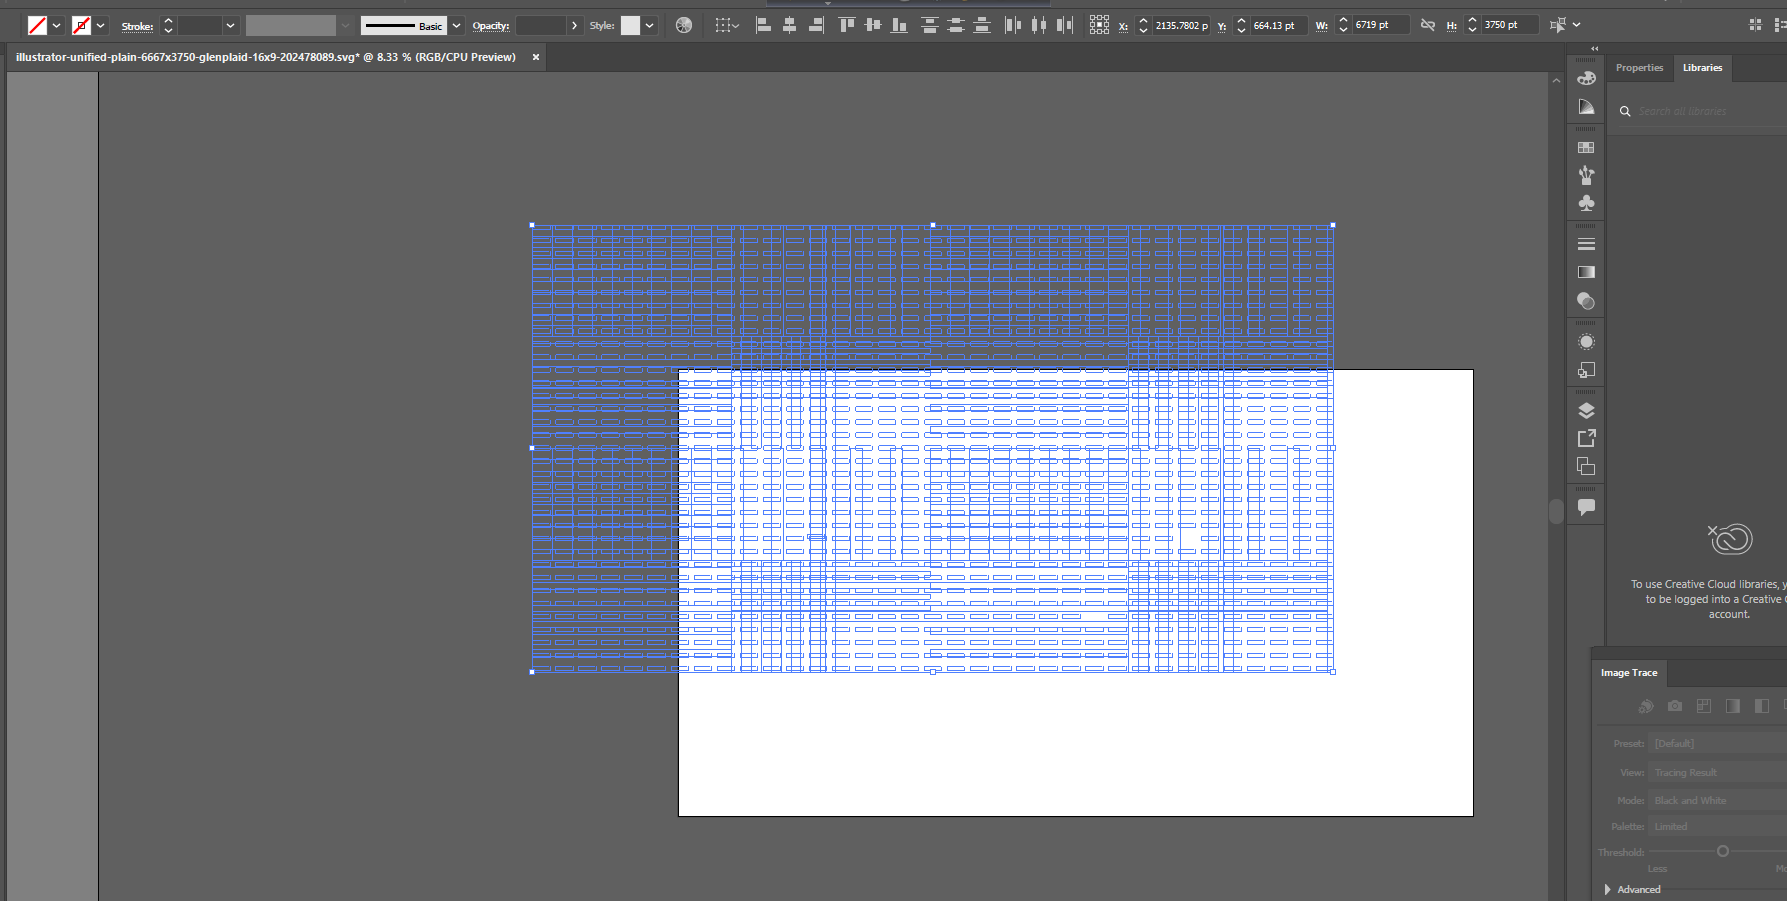 Stroke:
Basic
Opacity:
Style:
X: 2135.7802 p
Y: 664.13 pt
W: 6719 pt
H: 3750 pt
illustrator-unified-plain-6667x3750-glenplaid-16x9-202478089.svg* @ 8.33 % (RGB/CPU Preview) ×
Properties Libraries
Search all libraries
To use Creative Cloud libraries, y
to be logged into a Creative C
account.
Image Trace
Preset: [Default]
View: Tracing Result
Mode: Black and White
Palette: Limited
Threshold:
Less Mo
Advanced